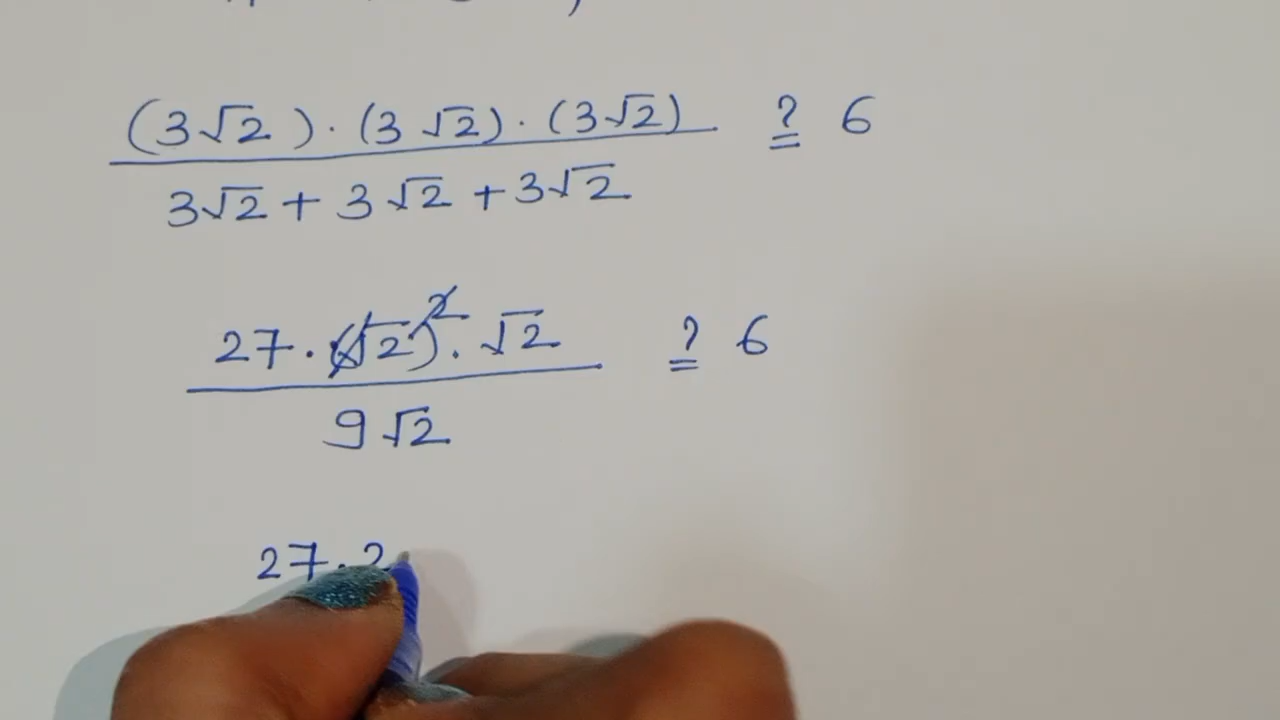 (3√2) · (3√2) · (3√2) / 3√2 + 3√2 + 3√2 ≟ 6
27 · (√2)² · √2 / 9√2 ≟ 6
27 · 2